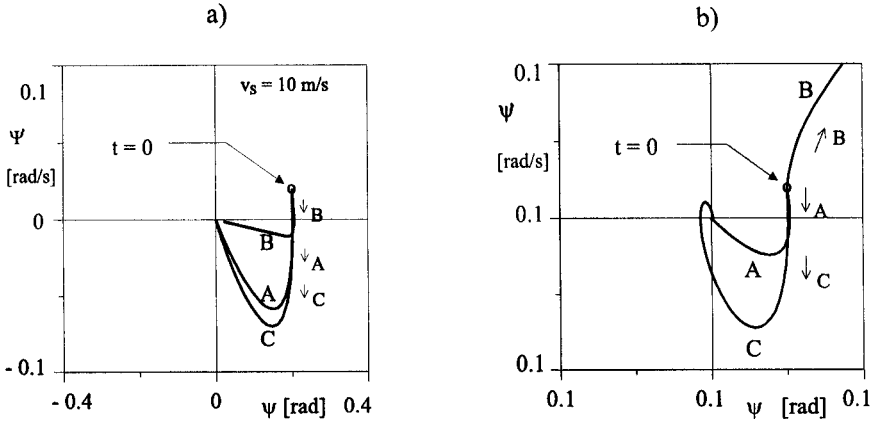 a)
b)
0.1
Ψ
[rad/s]
0
- 0.1
v_s = 10 m/s
t = 0
B
B
A
A
C
C
- 0.4
0
ψ [rad]
0.4
0.1
ψ
[rad/s]
0.1
0.1
t = 0
B
B
A
A
C
C
0.1
0.1
ψ [rad]
0.1